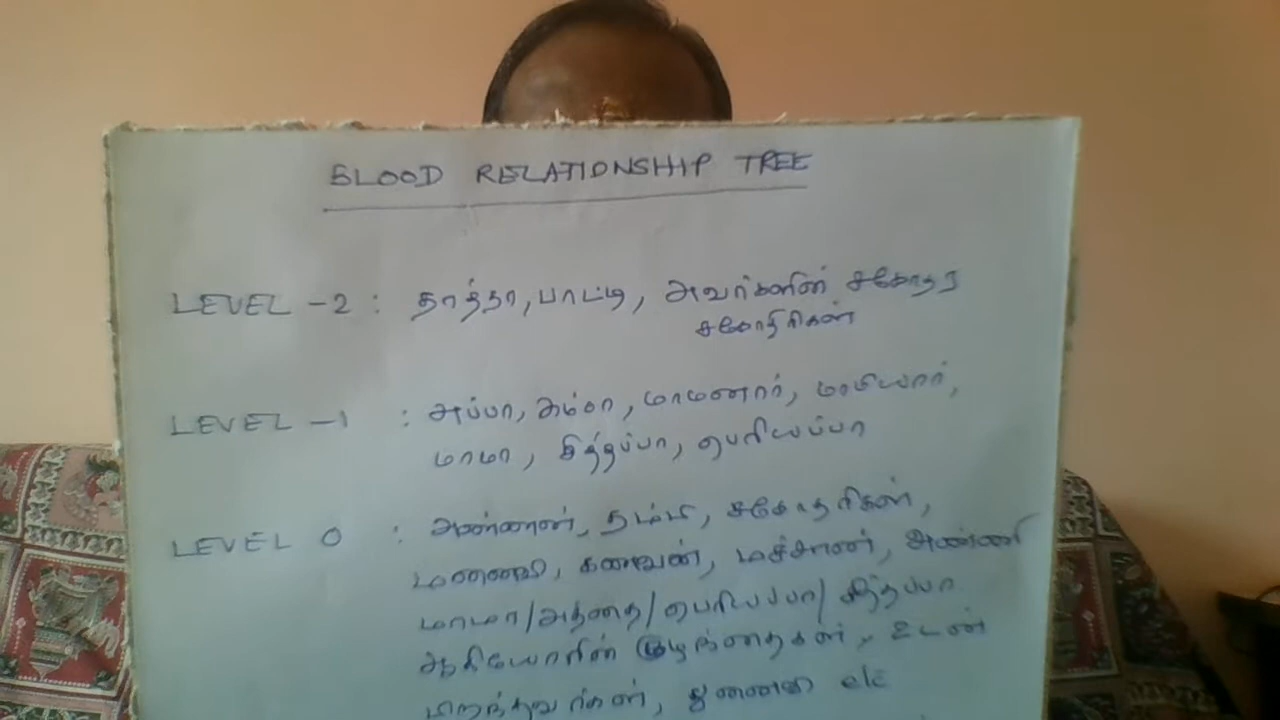 BLOOD RELATIONSHIP TREE
LEVEL -2 : தாத்தா, பாட்டி, அவர்களின் சகோதர
சகோதிரிகள்
LEVEL -1 : அப்பா, அம்மா, மாமனார், மாமியார்,
மாமா, சித்தப்பா, பெரியப்பா
LEVEL 0 : அண்ணன், தம்பி, சகோதரிகள்,
மனைவி, கணவன், மச்சான், அண்ணி
மாமா/அத்தை/பெரியப்பா/சித்தப்பா
ஆகியோரின் குழந்தைகள், உடன்
பிறந்தவர்கள், etc